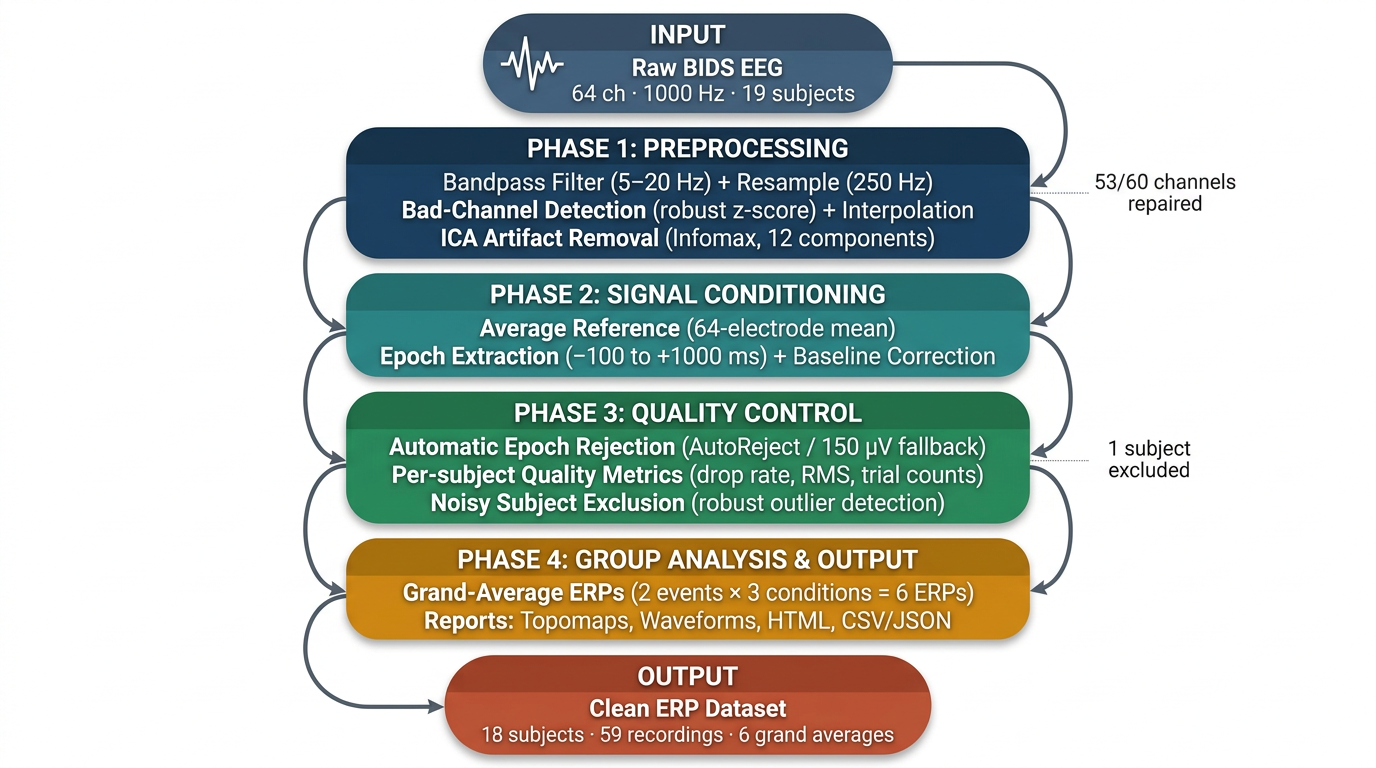 INPUT
Raw BIDS EEG
64 ch · 1000 Hz · 19 subjects
PHASE 1: PREPROCESSING
Bandpass Filter (5–20 Hz) + Resample (250 Hz)
Bad-Channel Detection (robust z-score) + Interpolation
ICA Artifact Removal (Infomax, 12 components)
53/60 channels
repaired
PHASE 2: SIGNAL CONDITIONING
Average Reference (64-electrode mean)
Epoch Extraction (−100 to +1000 ms) + Baseline Correction
PHASE 3: QUALITY CONTROL
Automatic Epoch Rejection (AutoReject / 150 µV fallback)
Per-subject Quality Metrics (drop rate, RMS, trial counts)
Noisy Subject Exclusion (robust outlier detection)
1 subject
excluded
PHASE 4: GROUP ANALYSIS & OUTPUT
Grand-Average ERPs (2 events × 3 conditions = 6 ERPs)
Reports: Topomaps, Waveforms, HTML, CSV/JSON
OUTPUT
Clean ERP Dataset
18 subjects · 59 recordings · 6 grand averages